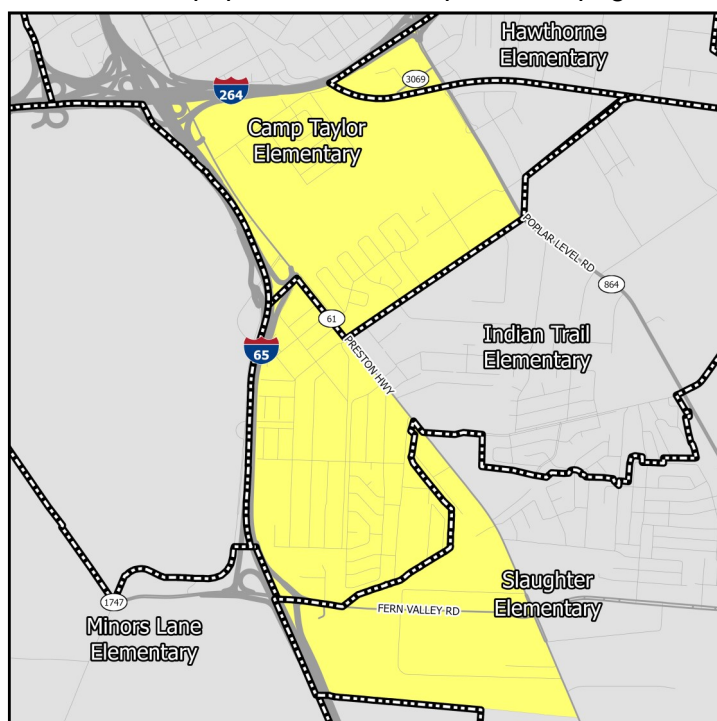 Hawthorne
Elementary
3069
264
Camp Taylor
Elementary
POPLAR LEVEL RD
864
61
65
PRESTON HWY
Indian Trail
Elementary
Slaughter
Elementary
FERN VALLEY RD
1747
Minors Lane
Elementary